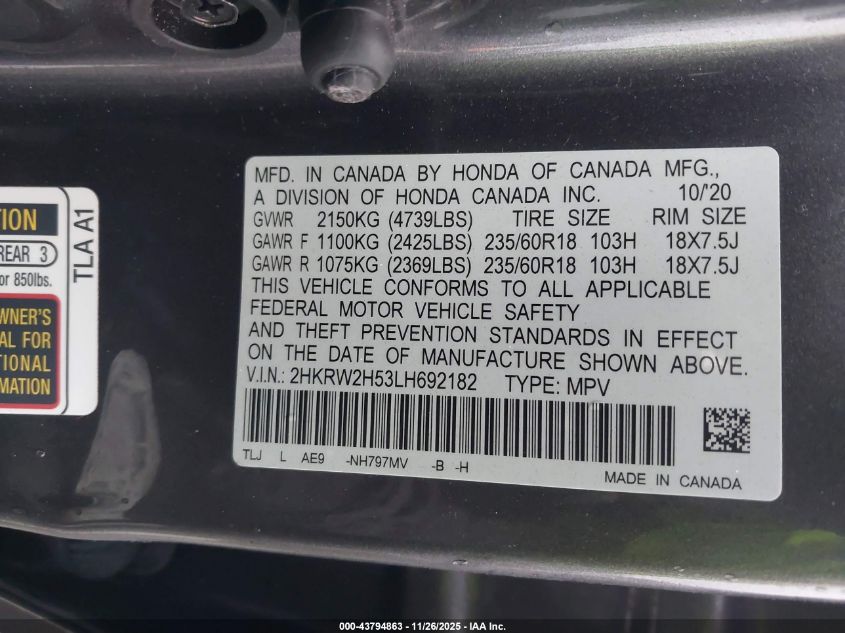 MFD. IN CANADA BY HONDA OF CANADA MFG.,
A DIVISION OF HONDA CANADA INC. 10/'20
GVWR 2150KG (4739LBS) TIRE SIZE RIM SIZE
GAWR F 1100KG (2425LBS) 235/60R18 103H 18X7.5J
GAWR R 1075KG (2369LBS) 235/60R18 103H 18X7.5J
THIS VEHICLE CONFORMS TO ALL APPLICABLE
FEDERAL MOTOR VEHICLE SAFETY
AND THEFT PREVENTION STANDARDS IN EFFECT
ON THE DATE OF MANUFACTURE SHOWN ABOVE.
V.I.N.: 2HKRW2H53LH692182 TYPE: MPV
TLJ L AE9 -NH797MV -B -H
MADE IN CANADA
TION
REAR 3
or 850lbs.
TLA A1
WNER'S
AL FOR
TIONAL
MATION
000-43794863 - 11/26/2025 - IAA Inc.